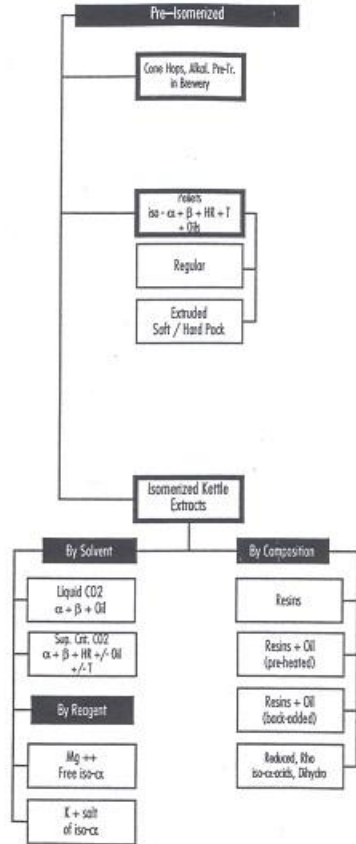 Pre-Isomerized
Cone Hops, Alkal. Pre-Tr.
in Brewery
Pellets
iso - α + β + HR + T
+ Oils
Regular
Extruded
Soft / Hard Pack
Isomerized Kettle
Extracts
By Solvent
Liquid CO2
α + β + Oil
Sup. Crit. CO2
α + β + HR +/- Oil
+/- T
By Reagent
Mg ++
Free iso-α
K + salt
of iso-α
By Composition
Resins
Resins + Oil
(pre-heated)
Resins + Oil
(back-added)
Reduced, Rho
iso-α-acids, Dihydro